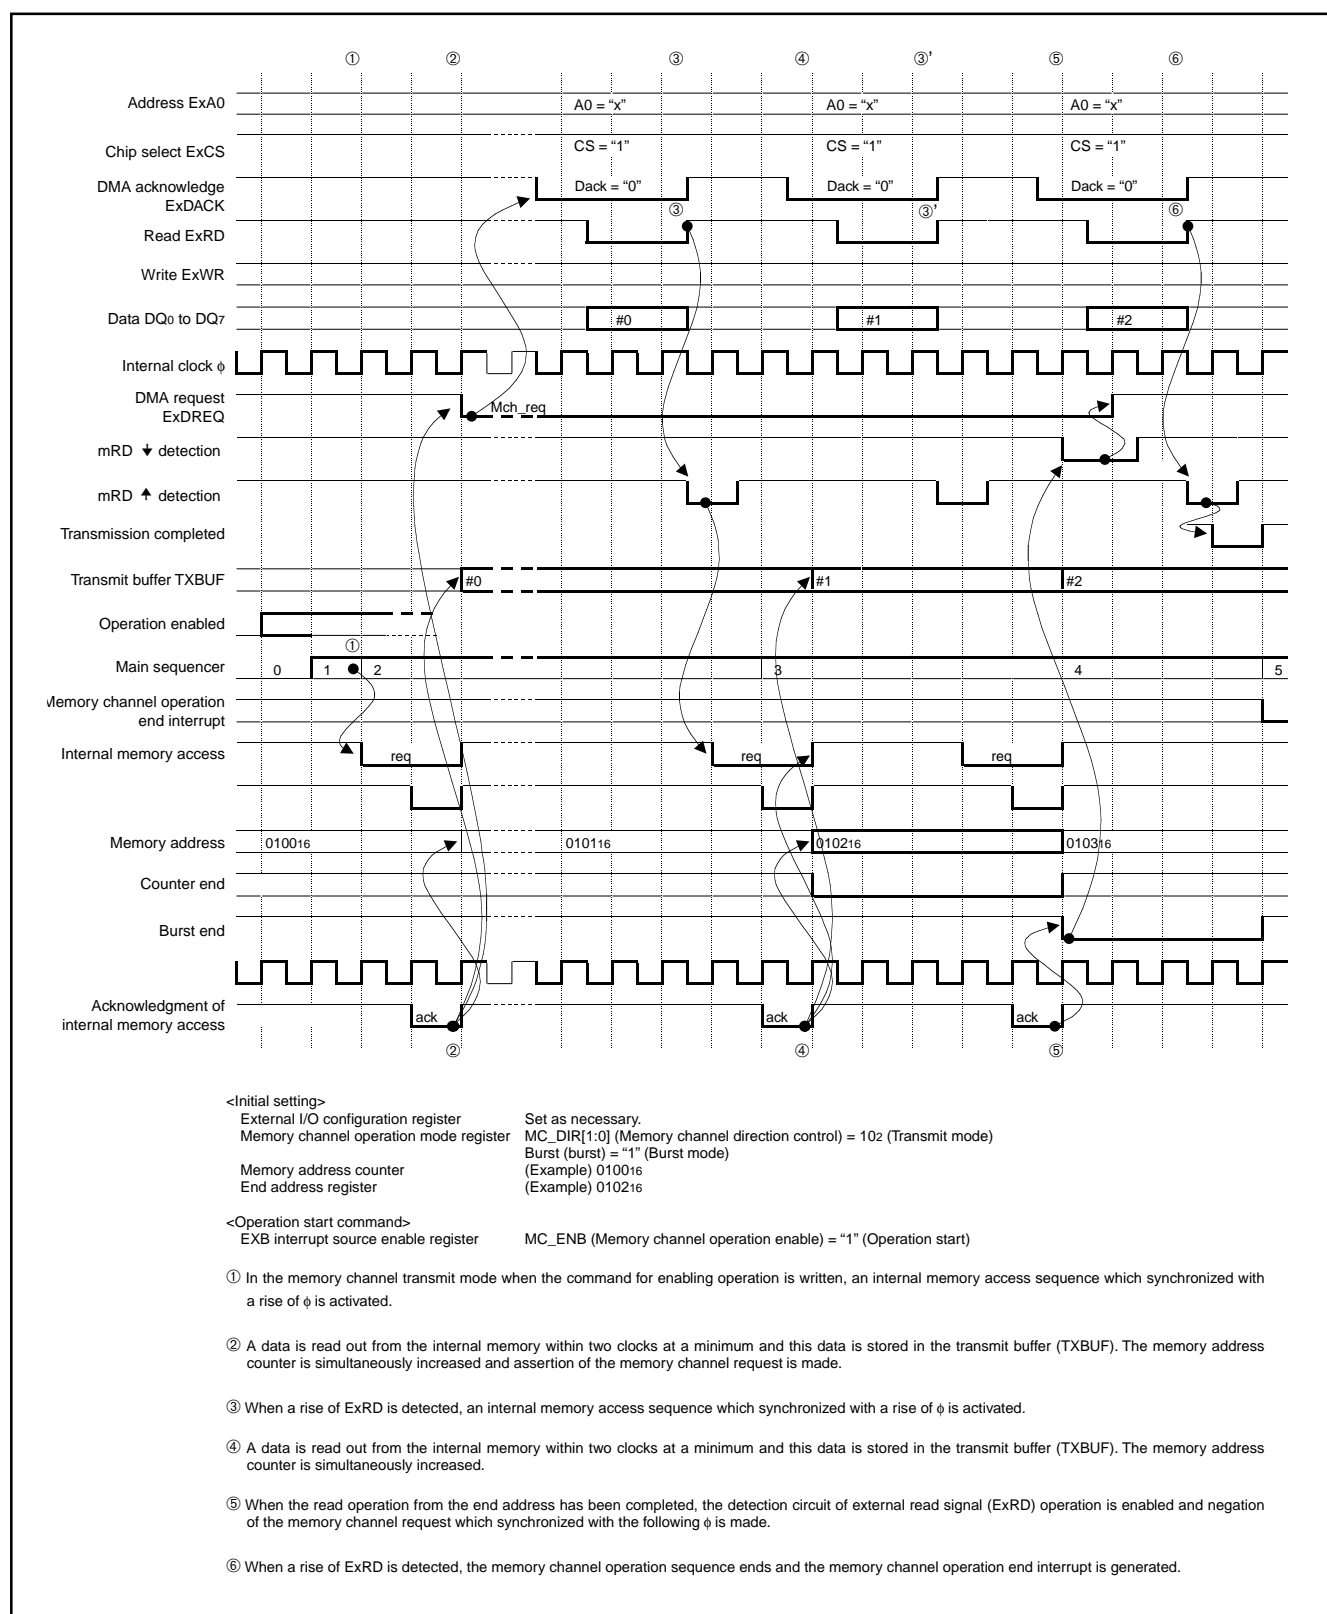 ① ② ③ ④ ③’ ⑤ ⑥
Address ExA0
A0 = “x” A0 = “x” A0 = “x”
Chip select ExCS
CS = “1” CS = “1” CS = “1”
DMA acknowledge
ExDACK
Dack = “0” Dack = “0” Dack = “0”
③ ③’ ⑥
Read ExRD
Write ExWR
Data DQ0 to DQ7
#0 #1 #2
Internal clock ϕ
DMA request
ExDREQ
Mch_req
mRD ↓ detection
mRD ↑ detection
Transmission completed
Transmit buffer TXBUF
#0 #1 #2
Operation enabled
①
Main sequencer
0 1 2 3 4 5
Memory channel operation
end interrupt
Internal memory access
req req req
Memory address
010016 010116 010216 010316
Counter end
Burst end
Acknowledgment of
internal memory access
ack ack ack
② ④ ⑤
<Initial setting>
External I/O configuration register Set as necessary.
Memory channel operation mode register MC_DIR[1:0] (Memory channel direction control) = 102 (Transmit mode)
Burst (burst) = “1” (Burst mode)
Memory address counter (Example) 010016
End address register (Example) 010216
<Operation start command>
EXB interrupt source enable register MC_ENB (Memory channel operation enable) = “1” (Operation start)
① In the memory channel transmit mode when the command for enabling operation is written, an internal memory access sequence which synchronized with
a rise of ϕ is activated.
② A data is read out from the internal memory within two clocks at a minimum and this data is stored in the transmit buffer (TXBUF). The memory address
counter is simultaneously increased and assertion of the memory channel request is made.
③ When a rise of ExRD is detected, an internal memory access sequence which synchronized with a rise of ϕ is activated.
④ A data is read out from the internal memory within two clocks at a minimum and this data is stored in the transmit buffer (TXBUF). The memory address
counter is simultaneously increased.
⑤ When the read operation from the end address has been completed, the detection circuit of external read signal (ExRD) operation is enabled and negation
of the memory channel request which synchronized with the following ϕ is made.
⑥ When a rise of ExRD is detected, the memory channel operation sequence ends and the memory channel operation end interrupt is generated.